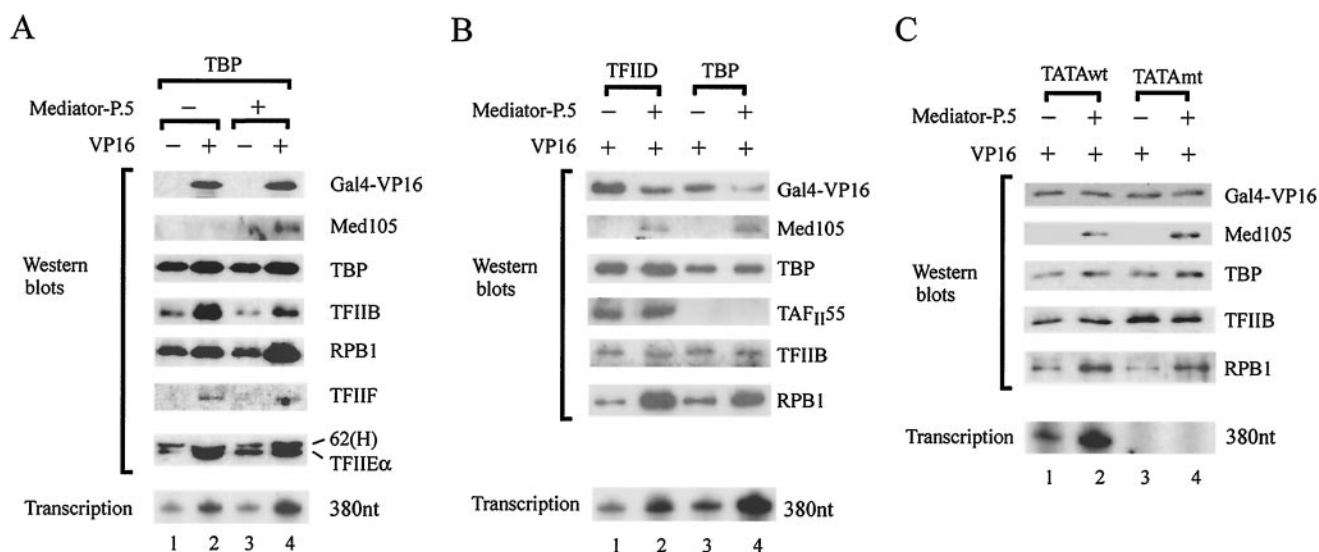 A
TBP
Mediator-P.5 – +
VP16 – + – +
Western blots
Gal4-VP16
Med105
TBP
TFIIB
RPB1
TFIIF
62(H)
TFIIEα
Transcription 380nt
1 2 3 4
B
TFIID TBP
Mediator-P.5 – + – +
VP16 + + + +
Western blots
Gal4-VP16
Med105
TBP
TAFII55
TFIIB
RPB1
Transcription 380nt
1 2 3 4
C
TATAwt TATAmt
Mediator-P.5 – + – +
VP16 + + + +
Western blots
Gal4-VP16
Med105
TBP
TFIIB
RPB1
Transcription 380nt
1 2 3 4